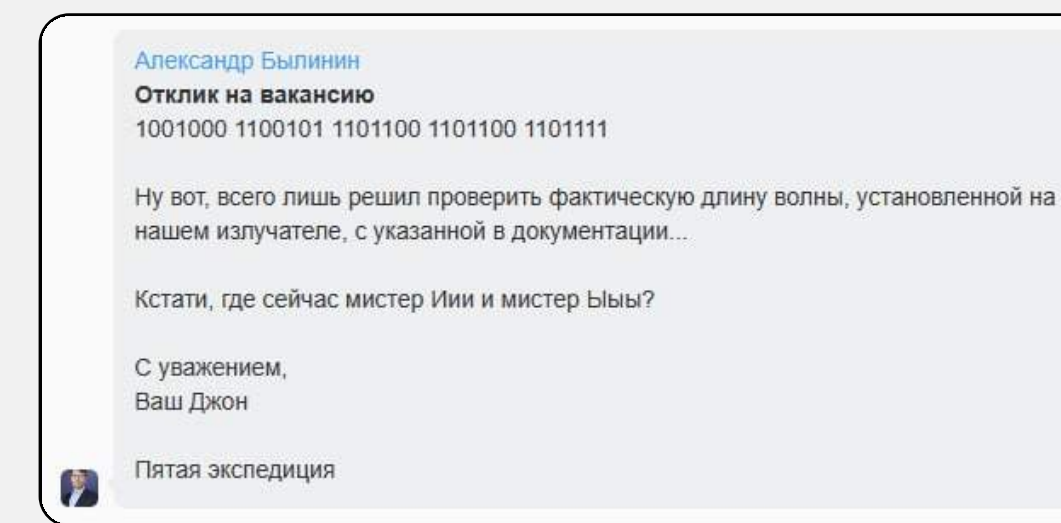 Александр Былинин
Отклик на вакансию
1001000 1100101 1101100 1101100 1101111
Ну вот, всего лишь решил проверить фактическую длину волны, установленной на
нашем излучателе, с указанной в документации...
Кстати, где сейчас мистер Иии и мистер Ыыы?
С уважением,
Ваш Джон
Пятая экспедиция